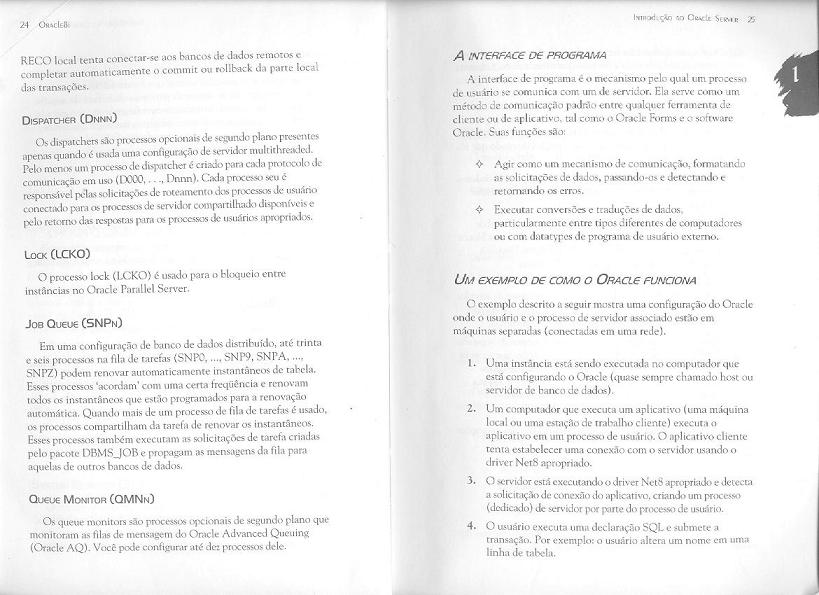 24 Oracle8i
RECO local tenta conectar-se aos bancos de dados remotos e
completar automaticamente o commit ou rollback da parte local
das transações.
Dispatcher (Dnnn)
Os dispatchers são processos opcionais de segundo plano presentes
apenas quando é usada uma configuração de servidor multithreaded.
Pelo menos um processo de dispatcher é criado para cada protocolo de
comunicação em uso (D000, . . ., Dnnn). Cada processo seu é
responsável pelas solicitações de roteamento dos processos de usuário
conectado para os processos de servidor compartilhado disponíveis e
pelo retorno das respostas para os processos de usuários apropriados.
Lock (LCKO)
O processo lock (LCKO) é usado para o bloqueio entre
instâncias no Oracle Parallel Server.
Job Queue (SNPn)
Em uma configuração de banco de dados distribuído, até trinta
e seis processos na fila de tarefas (SNP0, ..., SNP9, SNPA, ...,
SNPZ) podem renovar automaticamente instantâneos de tabela.
Esses processos 'acordam' com uma certa freqüência e renovam
todos os instantâneos que estão programados para a renovação
automática. Quando mais de um processo de fila de tarefas é usado,
os processos compartilham da tarefa de renovar os instantâneos.
Esses processos também executam as solicitações de tarefa criadas
pelo pacote DBMS_JOB e propagam as mensagens da fila para
aquelas de outros bancos de dados.
Queue Monitor (QMNn)
Os queue monitors são processos opcionais de segundo plano que
monitoram as filas de mensagem do Oracle Advanced Queuing
(Oracle AQ). Você pode configurar até dez processos dele.
Introdução ao Oracle Server 25
A interface de programa
A interface de programa é o mecanismo pelo qual um processo
de usuário se comunica com um de servidor. Ela serve como um
método de comunicação padrão entre qualquer ferramenta de
cliente ou de aplicativo, tal como o Oracle Forms e o software
Oracle. Suas funções são:
✧ Agir como um mecanismo de comunicação, formatando
as solicitações de dados, passando-os e detectando e
retornando os erros.
✧ Executar conversões e traduções de dados,
particularmente entre tipos diferentes de computadores
ou com datatypes de programa de usuário externo.
Um exemplo de como o Oracle funciona
O exemplo descrito a seguir mostra uma configuração do Oracle
onde o usuário e o processo de servidor associado estão em
máquinas separadas (conectadas em uma rede).
1. Uma instância está sendo executada no computador que
está configurando o Oracle (quase sempre chamado host ou
servidor de banco de dados).
2. Um computador que executa um aplicativo (uma máquina
local ou uma estação de trabalho cliente) executa o
aplicativo em um processo de usuário. O aplicativo cliente
tenta estabelecer uma conexão com o servidor usando o
driver Net8 apropriado.
3. O servidor está executando o driver Net8 apropriado e detecta
a solicitação de conexão do aplicativo, criando um processo
(dedicado) de servidor por parte do processo de usuário.
4. O usuário executa uma declaração SQL e submete a
transação. Por exemplo: o usuário altera um nome em uma
linha de tabela.
1